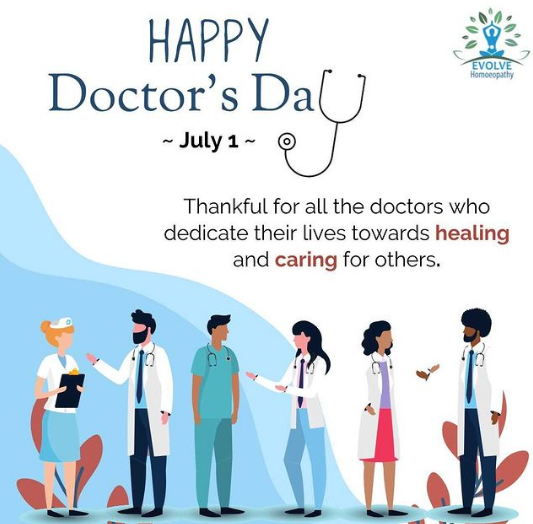 HAPPY
Doctor's Day
~ July 1 ~
EVOLVE
Homoeopathy
Thankful for all the doctors who
dedicate their lives towards healing
and caring for others.